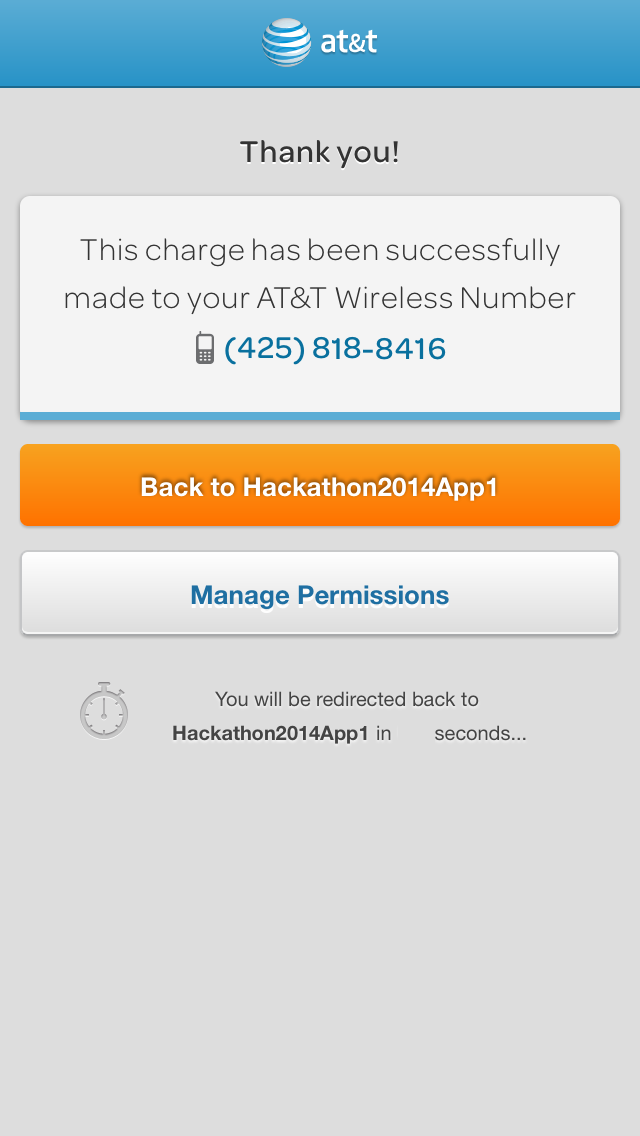 at&t
Thank you!
This charge has been successfully
made to your AT&T Wireless Number
(425) 818-8416
Back to Hackathon2014App1
Manage Permissions
You will be redirected back to
Hackathon2014App1 in seconds...